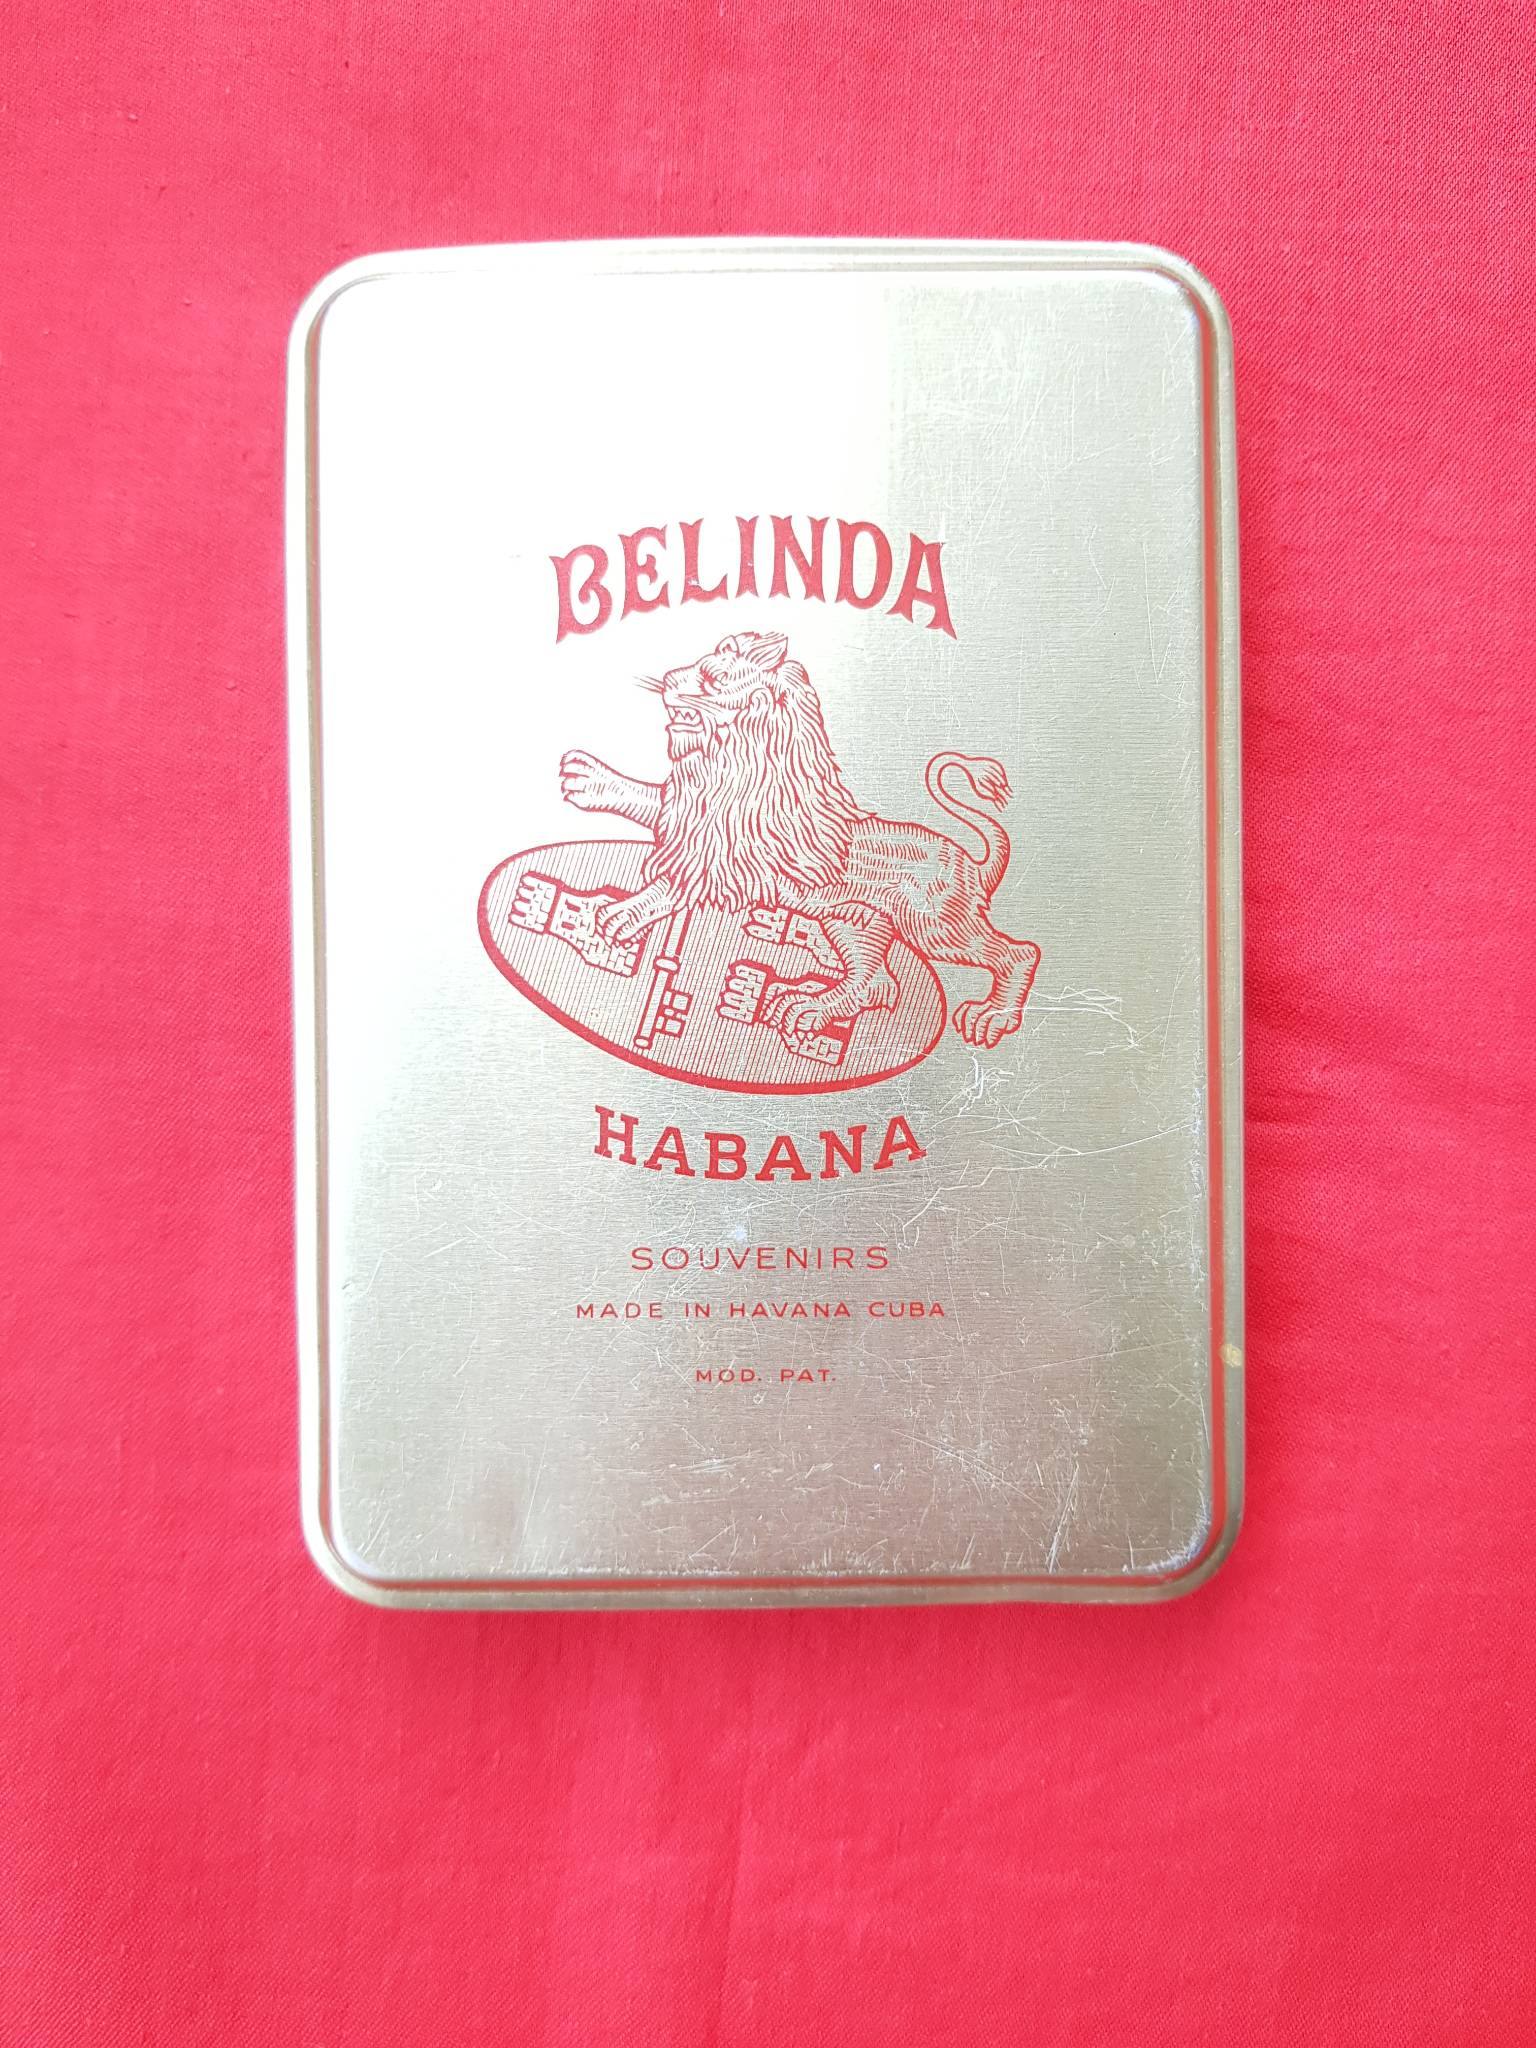 BELINDA
HABANA
SOUVENIRS
MADE IN HAVANA CUBA
MOD. PAT.